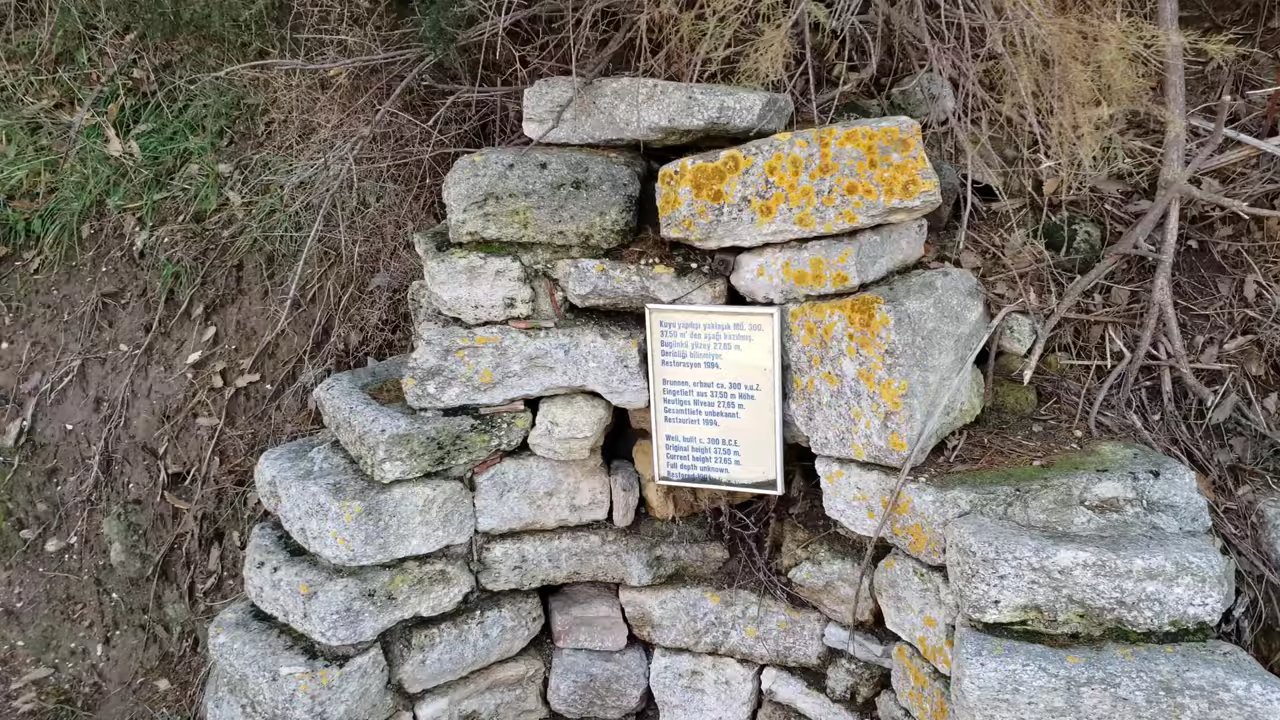 Kuyu yapılışı yaklaşık MÖ. 300.
37,50 m' den aşağı kazılmış.
Bugünkü yüzey 27,65 m.
Derinliği bilinmiyor.
Restorasyon 1994.
Brunnen, erbaut ca. 300 v.u.Z.
Eingetieft aus 37,50 m Höhe.
Heutiges Niveau 27,65 m.
Gesamttiefe unbekannt.
Restauriert 1994.
Well, built c. 300 B.C.E.
Original height 37,50 m.
Current height 27,65 m.
Full depth unknown.
Restored 1994.